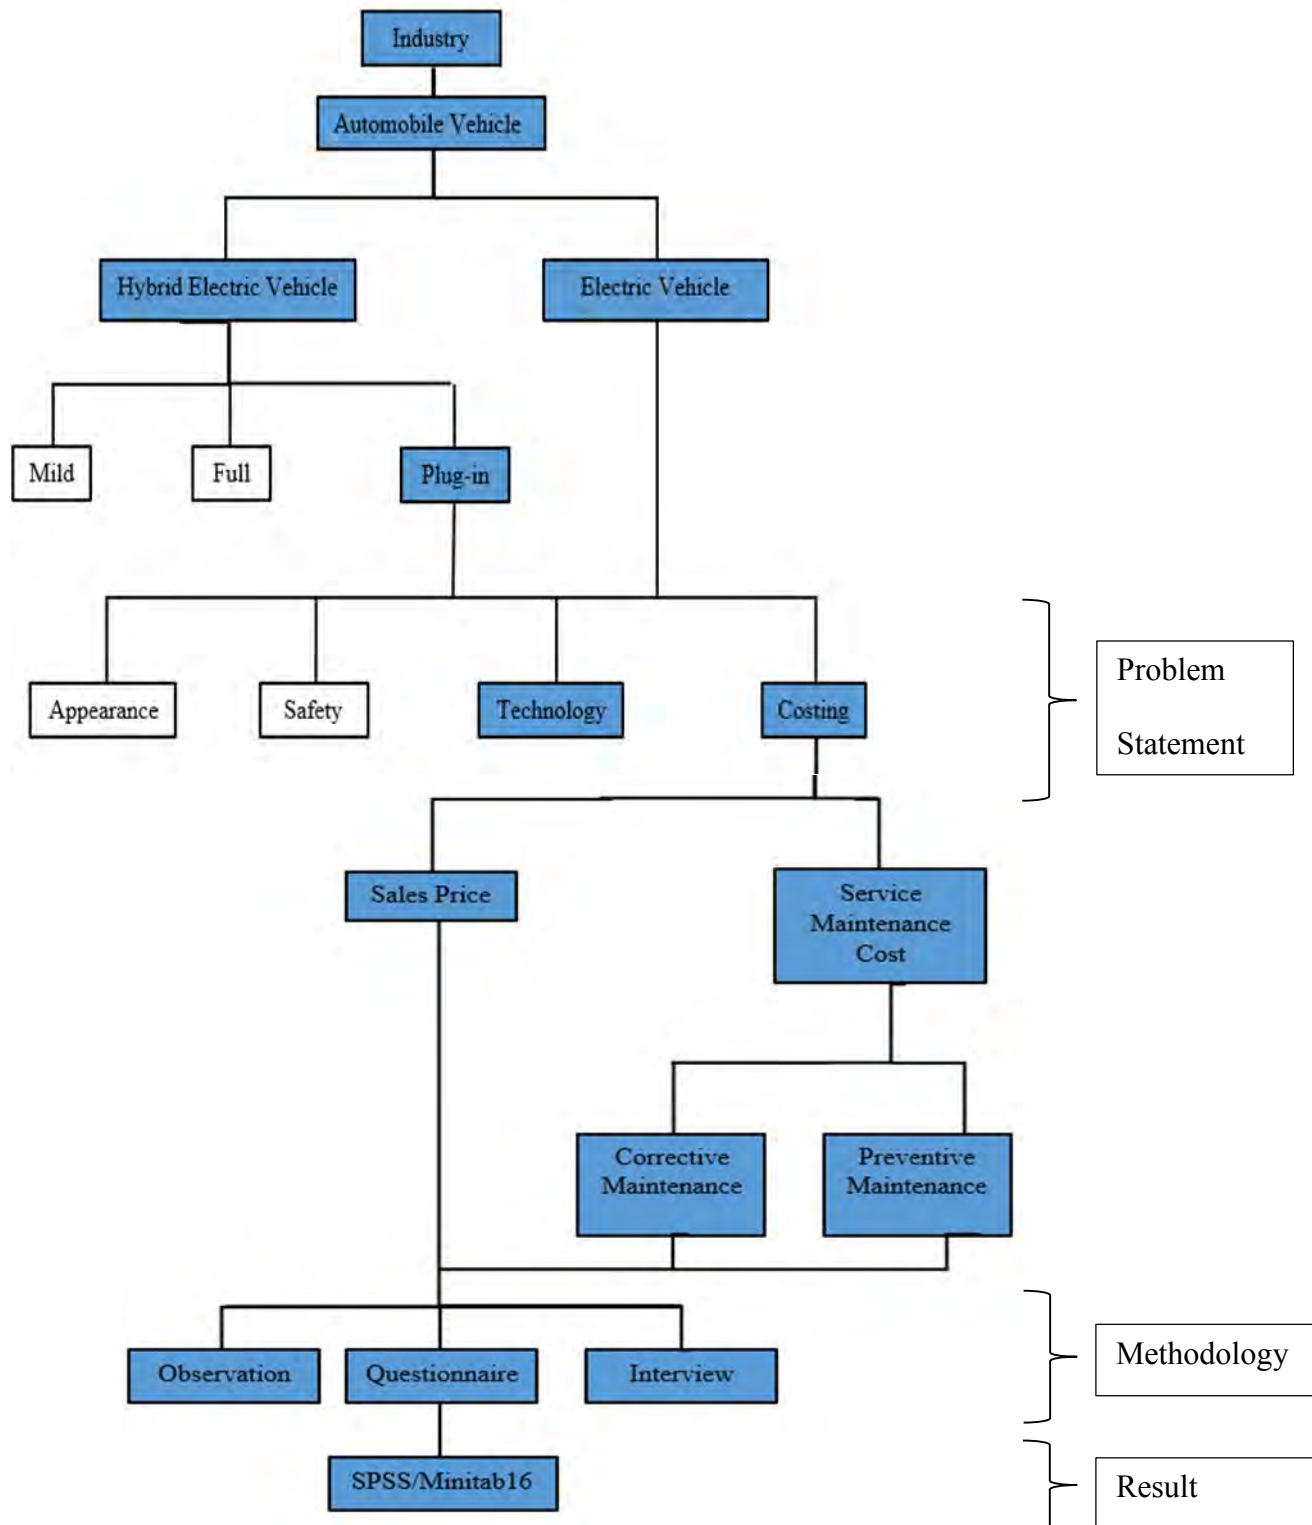 Industry
Automobile Vehicle
Hybrid Electric Vehicle
Electric Vehicle
Mild
Full
Plug-in
Appearance
Safety
Technology
Costing
Problem
Statement
Sales Price
Service
Maintenance
Cost
Corrective
Maintenance
Preventive
Maintenance
Observation
Questionnaire
Interview
Methodology
SPSS/Minitab16
Result